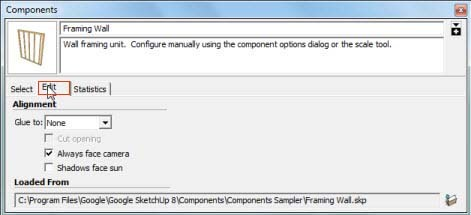 Components
Framing Wall
Wall framing unit. Configure manually using the component options dialog or the scale tool.
Select Edit Statistics
Alignment
Glue to: None
Cut opening
Always face camera
Shadows face sun
Loaded From
C:\Program Files\Google\Google SketchUp 8\Components\Components Sampler\Framing Wall.skp